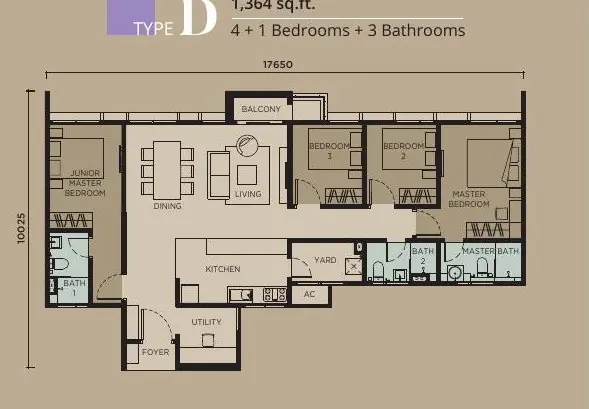 1,364 sq.ft.
TYPE D
4 + 1 Bedrooms + 3 Bathrooms
17650
BALCONY
BEDROOM
3
BEDROOM
2
JUNIOR
MASTER
BEDROOM
LIVING
DINING
MASTER
BEDROOM
10025
KITCHEN
YARD
BATH
2
MASTER BATH
BATH
1
AC
UTILITY
FOYER